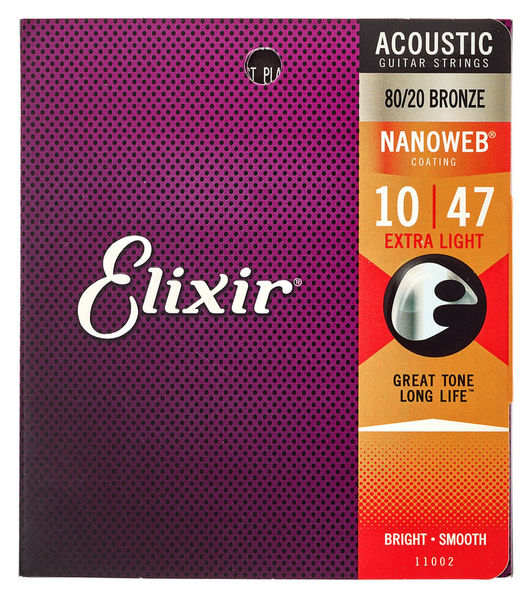 Elixir®
ACOUSTIC
GUITAR STRINGS
80/20 BRONZE
NANOWEB®
COATING
10 | 47
EXTRA LIGHT
GREAT TONE
LONG LIFE™
BRIGHT • SMOOTH
11002